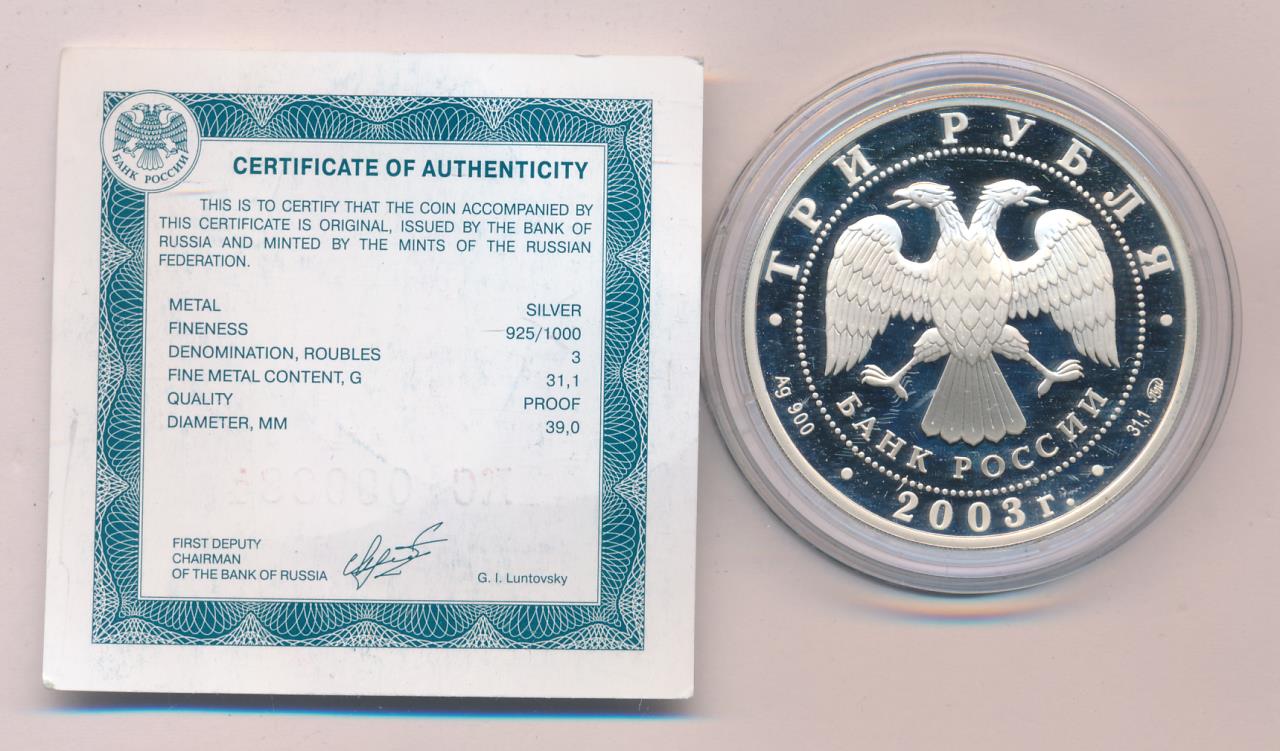 БАНК РОССИИ
CERTIFICATE OF AUTHENTICITY
THIS IS TO CERTIFY THAT THE COIN ACCOMPANIED BY
THIS CERTIFICATE IS ORIGINAL, ISSUED BY THE BANK OF
RUSSIA AND MINTED BY THE MINTS OF THE RUSSIAN
FEDERATION.
METAL SILVER
FINENESS 925/1000
DENOMINATION, ROUBLES 3
FINE METAL CONTENT, G 31,1
QUALITY PROOF
DIAMETER, MM 39,0
FIRST DEPUTY
CHAIRMAN
OF THE BANK OF RUSSIA
G. I. Luntovsky
ТРИ РУБЛЯ
Ag 900
БАНК РОССИИ
31,1
• 2003 г. •